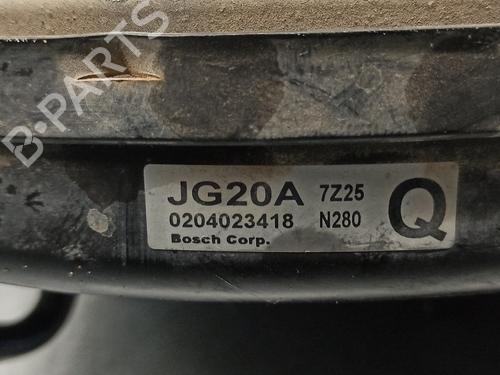 B-PARTS
JG20A 7Z25
0204023418 N280 Q
Bosch Corp.